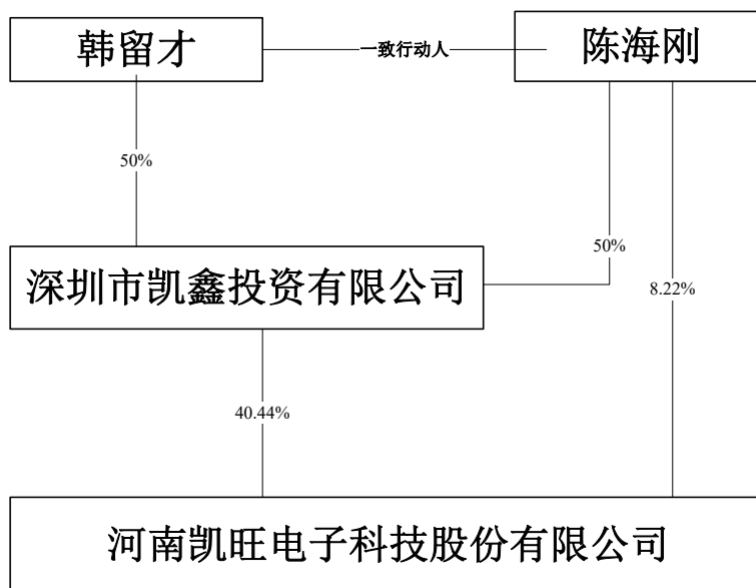 韩留才
一致行动人
陈海刚
50%
深圳市凯鑫投资有限公司
50%
8.22%
40.44%
河南凯旺电子科技股份有限公司